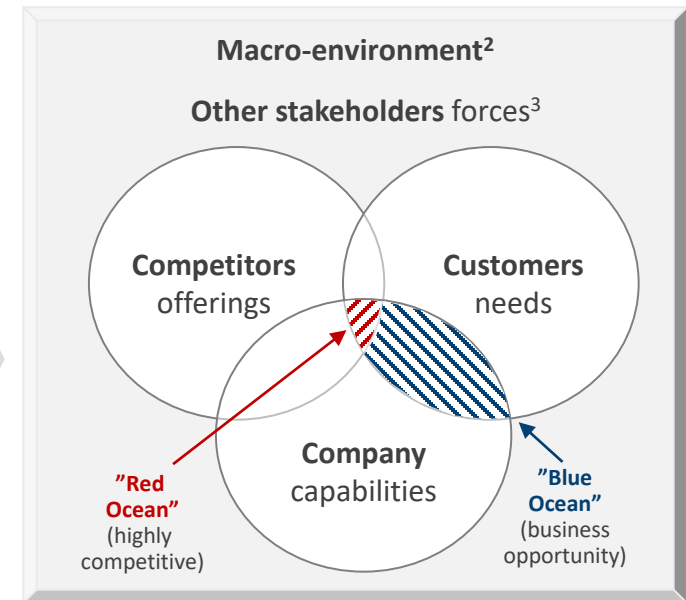 Macro-environment²
Other stakeholders forces³
Competitors
offerings
Customers
needs
Company
capabilities
”Red
Ocean”
(highly
competitive)
”Blue
Ocean”
(business
opportunity)